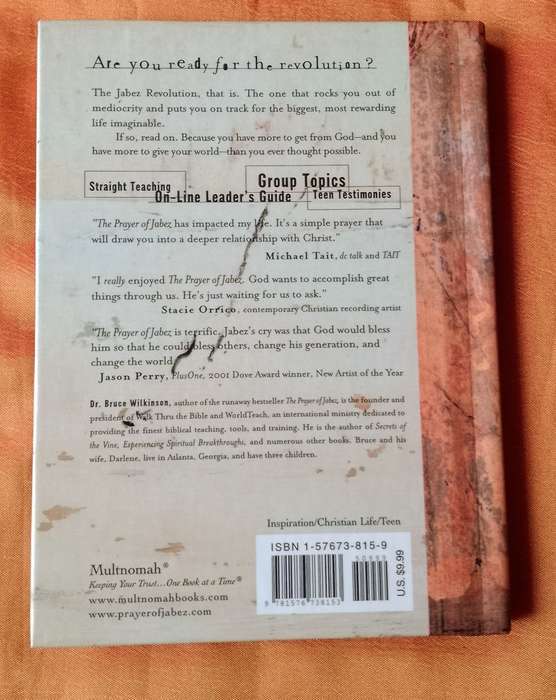 Are you ready for the revolution?
The Jabez Revolution, that is. The one that rocks you out of
mediocrity and puts you on track for the biggest, most rewarding
life imaginable.
If so, read on. Because you have more to get from God—and you
have more to give your world—than you ever thought possible.
Straight Teaching
Group Topics
On-Line Leader's Guide
Teen Testimonies
"The Prayer of Jabez has impacted my life. It's a simple prayer that
will draw you into a deeper relationship with Christ."
Michael Tait, dc talk and TAIT
"I really enjoyed The Prayer of Jabez. God wants to accomplish great
things through us. He's just waiting for us to ask."
Stacie Orrico, contemporary Christian recording artist
"The Prayer of Jabez is terrific. Jabez's cry was that God would bless
him so that he could bless others, change his generation, and
change the world."
Jason Perry, PlusOne, 2001 Dove Award winner, New Artist of the Year
Dr. Bruce Wilkinson, author of the runaway bestseller The Prayer of Jabez, is the founder and
president of Walk Thru the Bible and WorldTeach, an international ministry dedicated to
providing the finest biblical teaching, tools, and training. He is the author of Secrets of
the Vine, Experiencing Spiritual Breakthroughs, and numerous other books. Bruce and his
wife, Darlene, live in Atlanta, Georgia, and have three children.
Inspiration/Christian Life/Teen
ISBN 1-57673-815-9
50999
9 781576 738153
U.S. $9.99
Multnomah®
Keeping Your Trust...One Book at a Time®
www.multnomahbooks.com
www.prayerofjabez.com